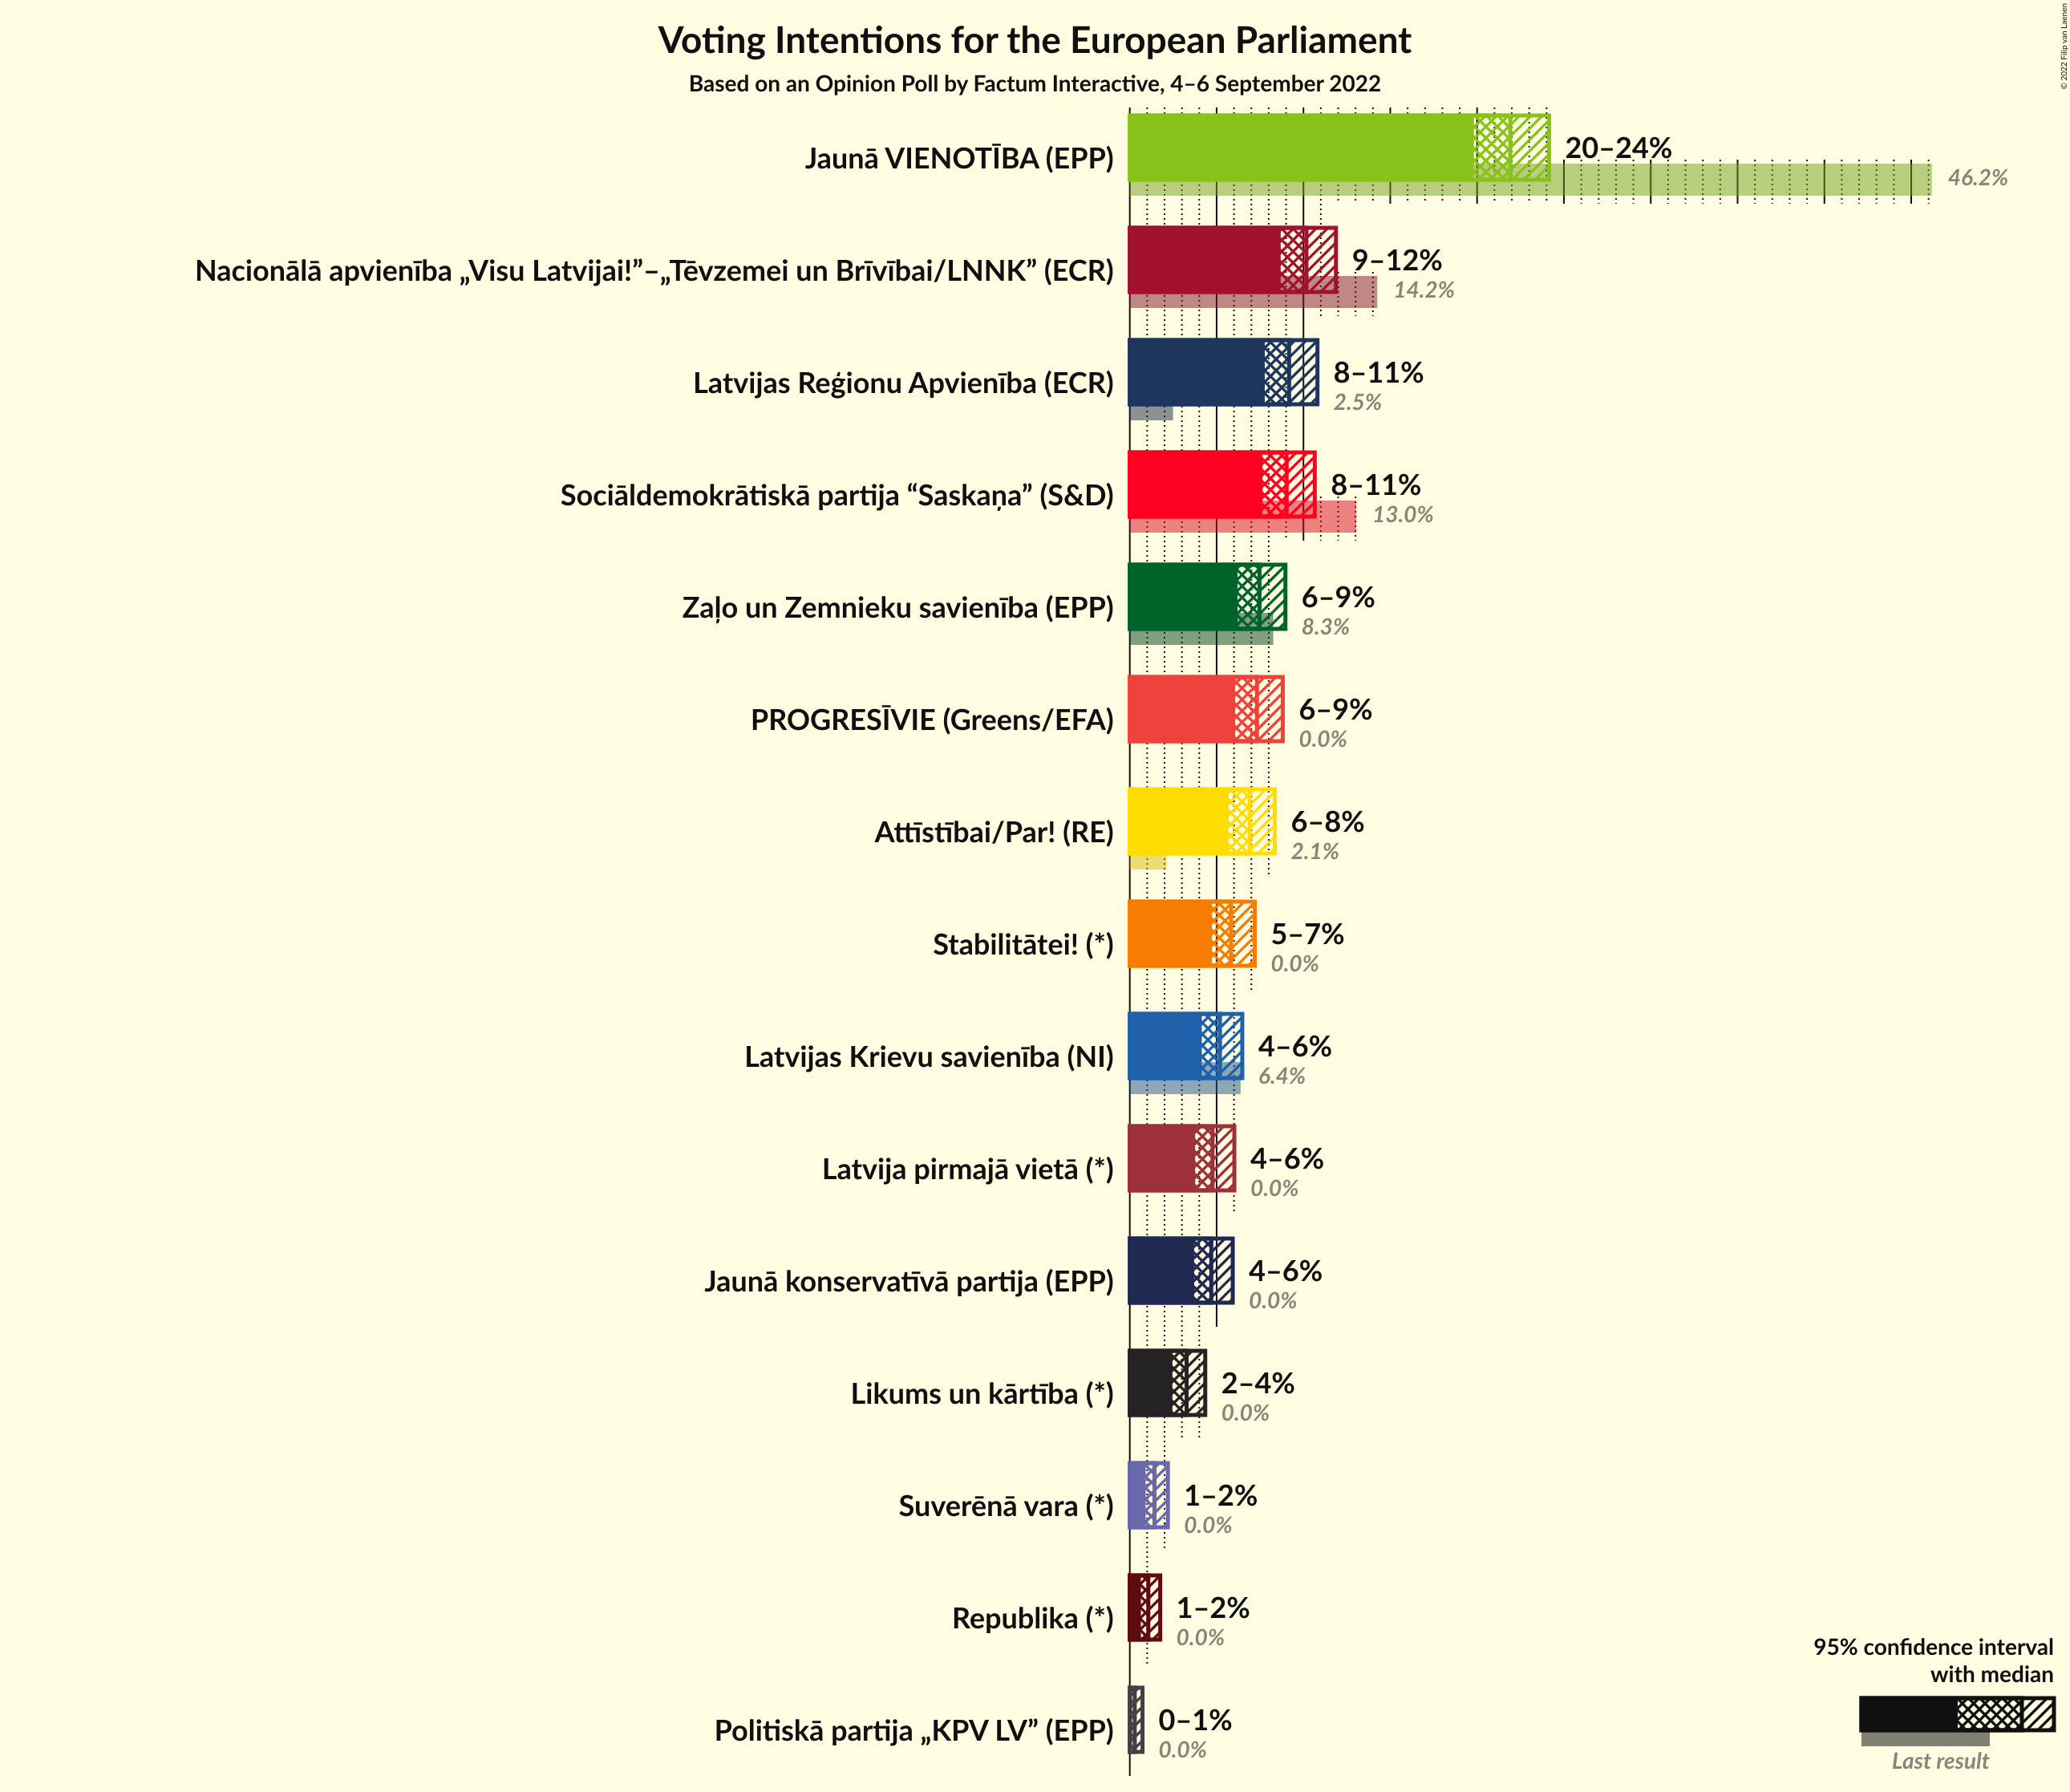 Voting Intentions for the European Parliament
Based on an Opinion Poll by Factum Interactive, 4–6 September 2022
© 2022 Filip van Laenen
Jaunā VIENOTĪBA (EPP)
20–24%
46.2%
Nacionālā apvienība „Visu Latvijai!”–„Tēvzemei un Brīvībai/LNNK” (ECR)
9–12%
14.2%
Latvijas Reģionu Apvienība (ECR)
8–11%
2.5%
Sociāldemokrātiskā partija “Saskaņa” (S&D)
8–11%
13.0%
Zaļo un Zemnieku savienība (EPP)
6–9%
8.3%
PROGRESĪVIE (Greens/EFA)
6–9%
0.0%
Attīstībai/Par! (RE)
6–8%
2.1%
Stabilitātei! (*)
5–7%
0.0%
Latvijas Krievu savienība (NI)
4–6%
6.4%
Latvija pirmajā vietā (*)
4–6%
0.0%
Jaunā konservatīvā partija (EPP)
4–6%
0.0%
Likums un kārtība (*)
2–4%
0.0%
Suverēnā vara (*)
1–2%
0.0%
Republika (*)
1–2%
0.0%
Politiskā partija „KPV LV” (EPP)
0–1%
0.0%
95% confidence interval
with median
Last result